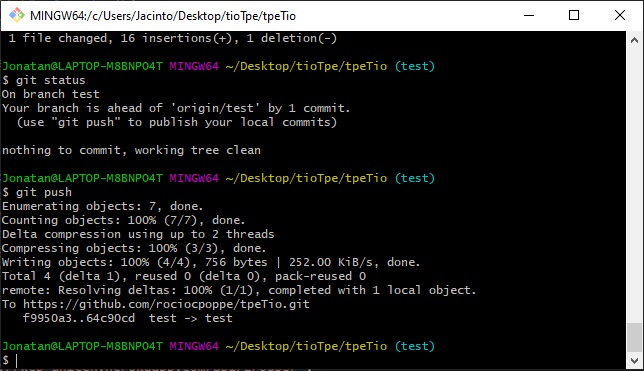 MINGW64:/c/Users/Jacinto/Desktop/tioTpe/tpeTio
1 file changed, 16 insertions(+), 1 deletion(-)
Jonatan@LAPTOP-M8BNPO4T MINGW64 ~/Desktop/tioTpe/tpeTio (test)
$ git status
On branch test
Your branch is ahead of 'origin/test' by 1 commit.
(use "git push" to publish your local commits)
nothing to commit, working tree clean
Jonatan@LAPTOP-M8BNPO4T MINGW64 ~/Desktop/tioTpe/tpeTio (test)
$ git push
Enumerating objects: 7, done.
Counting objects: 100% (7/7), done.
Delta compression using up to 2 threads
Compressing objects: 100% (3/3), done.
Writing objects: 100% (4/4), 756 bytes | 252.00 KiB/s, done.
Total 4 (delta 1), reused 0 (delta 0), pack-reused 0
remote: Resolving deltas: 100% (1/1), completed with 1 local object.
To https://github.com/rociocpoppe/tpeTio.git
f9950a3..64c90cd  test -> test
Jonatan@LAPTOP-M8BNPO4T MINGW64 ~/Desktop/tioTpe/tpeTio (test)
$